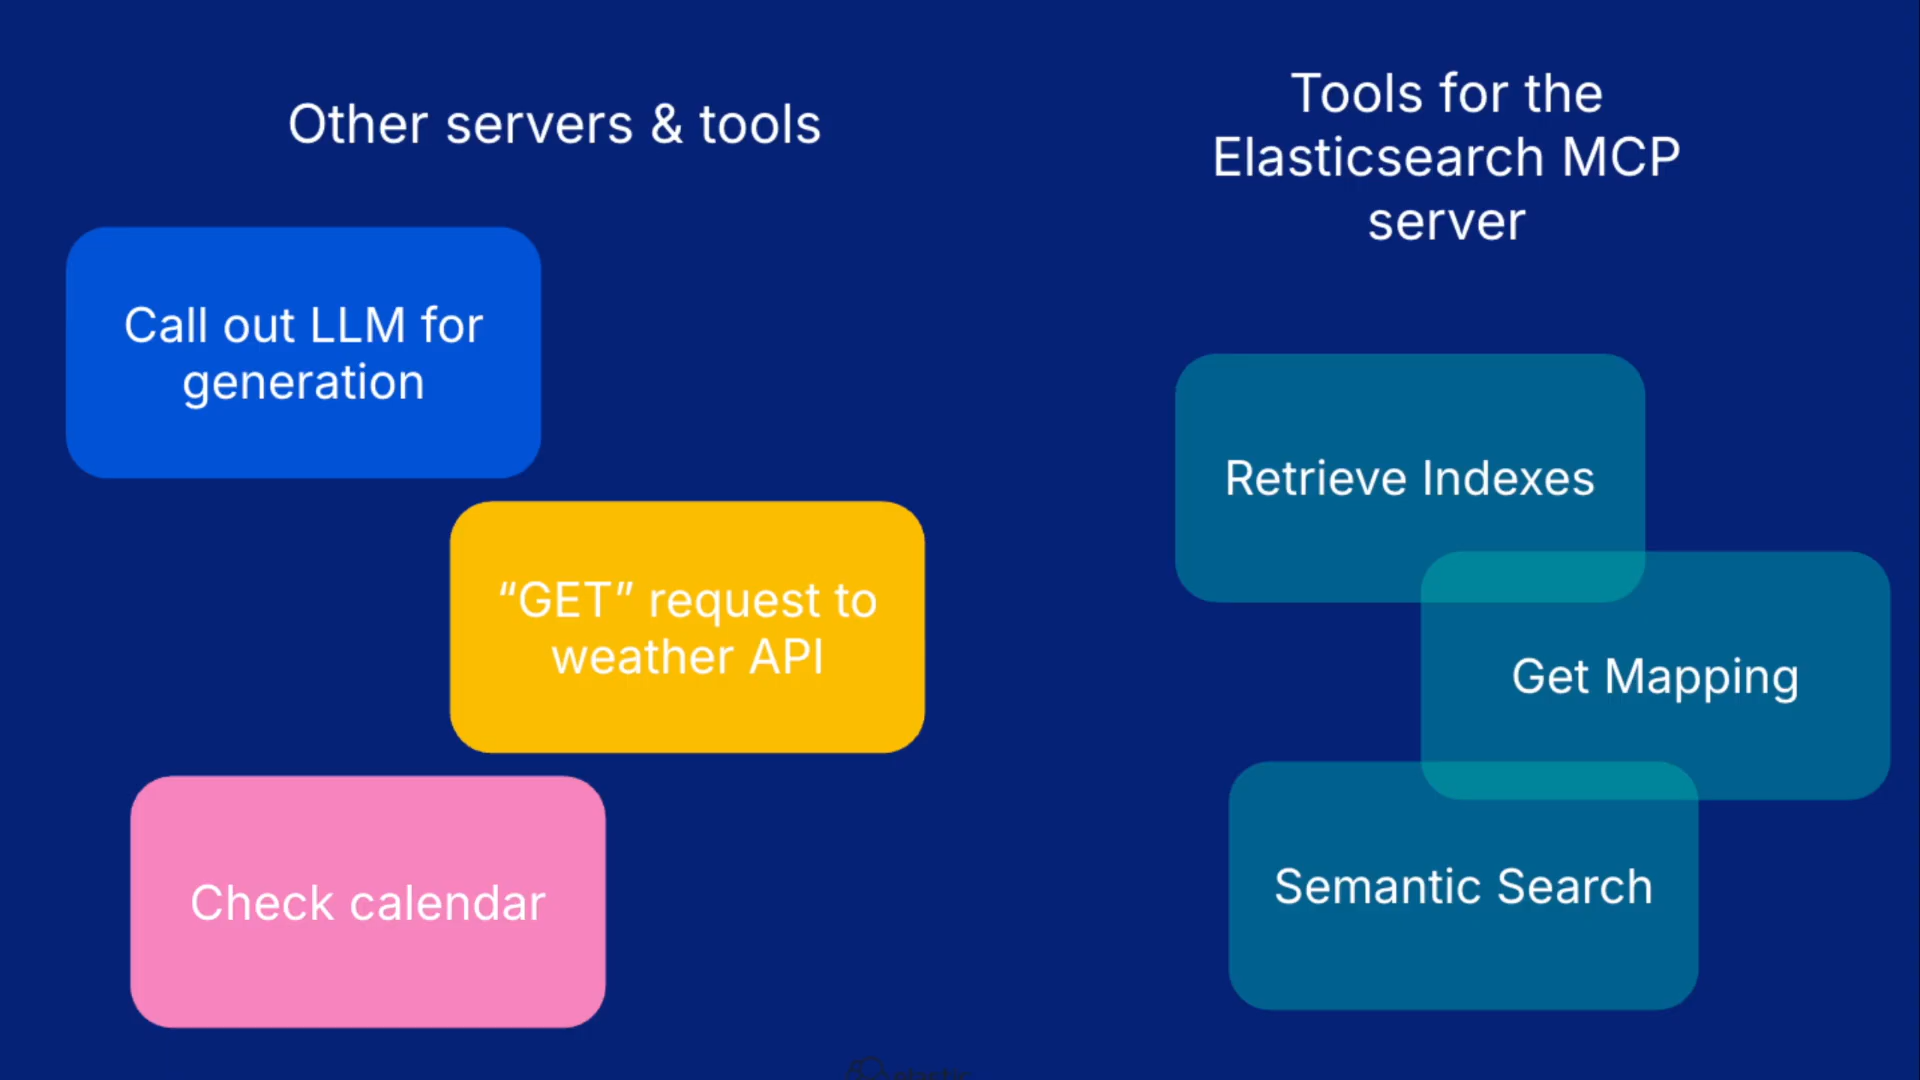 Other servers & tools
Call out LLM for
generation
“GET” request to
weather API
Check calendar
Tools for the
Elasticsearch MCP
server
Retrieve Indexes
Get Mapping
Semantic Search